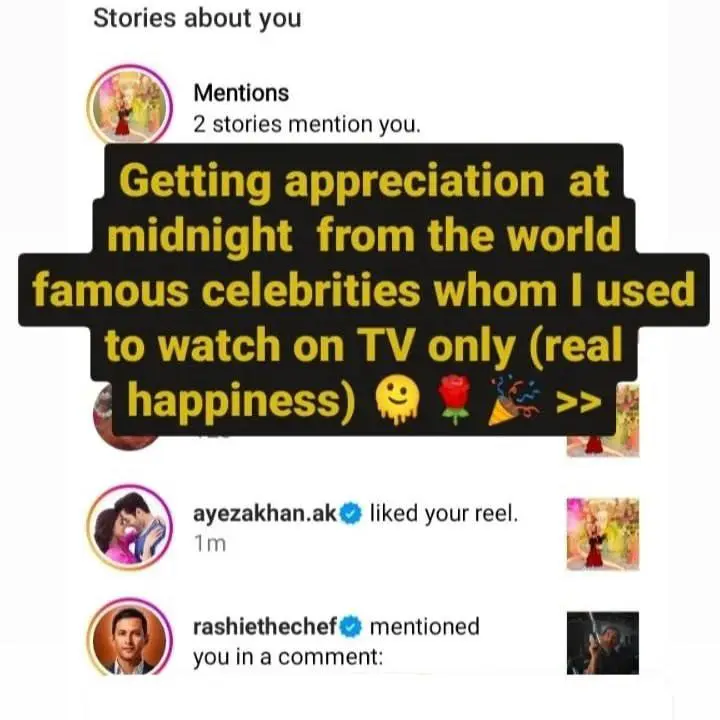 Stories about you
Mentions
2 stories mention you.
Getting appreciation at
midnight from the world
famous celebrities whom I used
to watch on TV only (real
happiness) 🫠 🌹 🎉 >>
ayezakhan.ak liked your reel.
1m
rashiethechef mentioned
you in a comment: